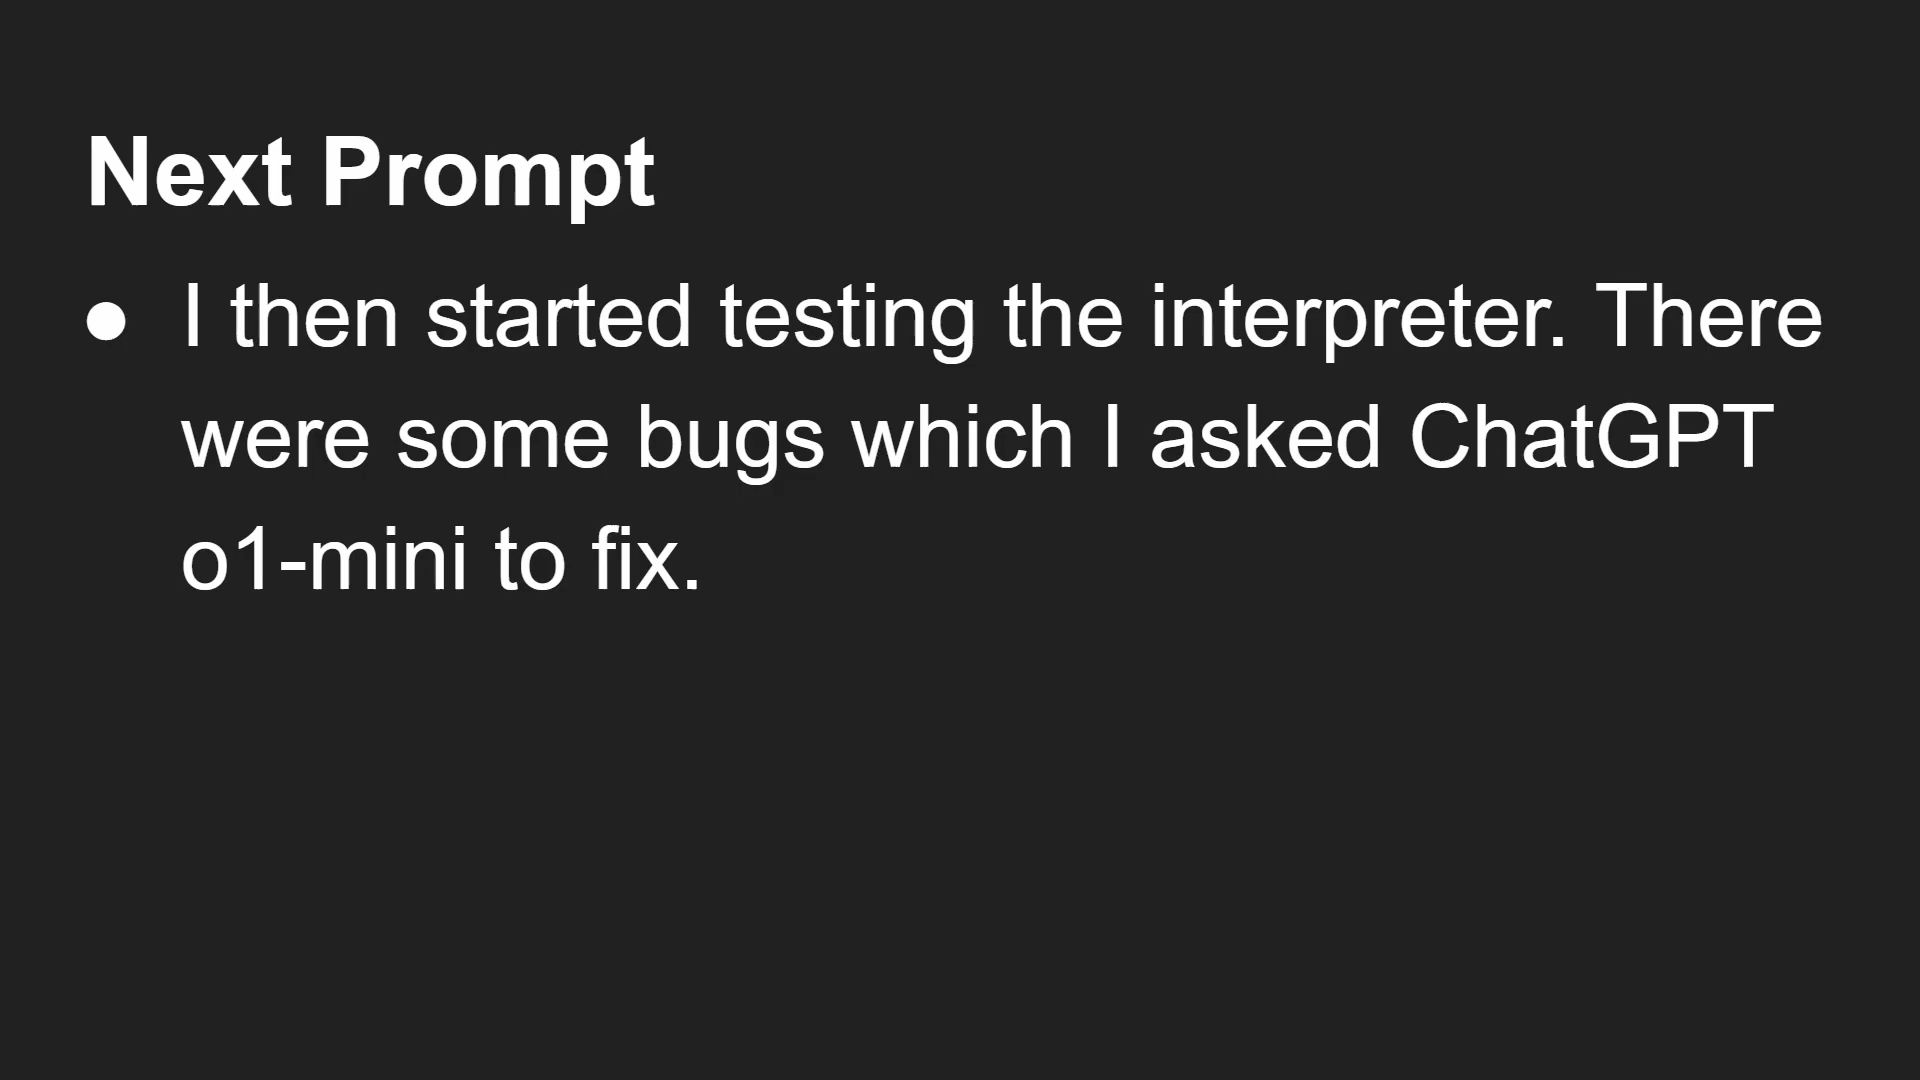 Next Prompt
● I then started testing the interpreter. There
were some bugs which I asked ChatGPT
o1-mini to fix.